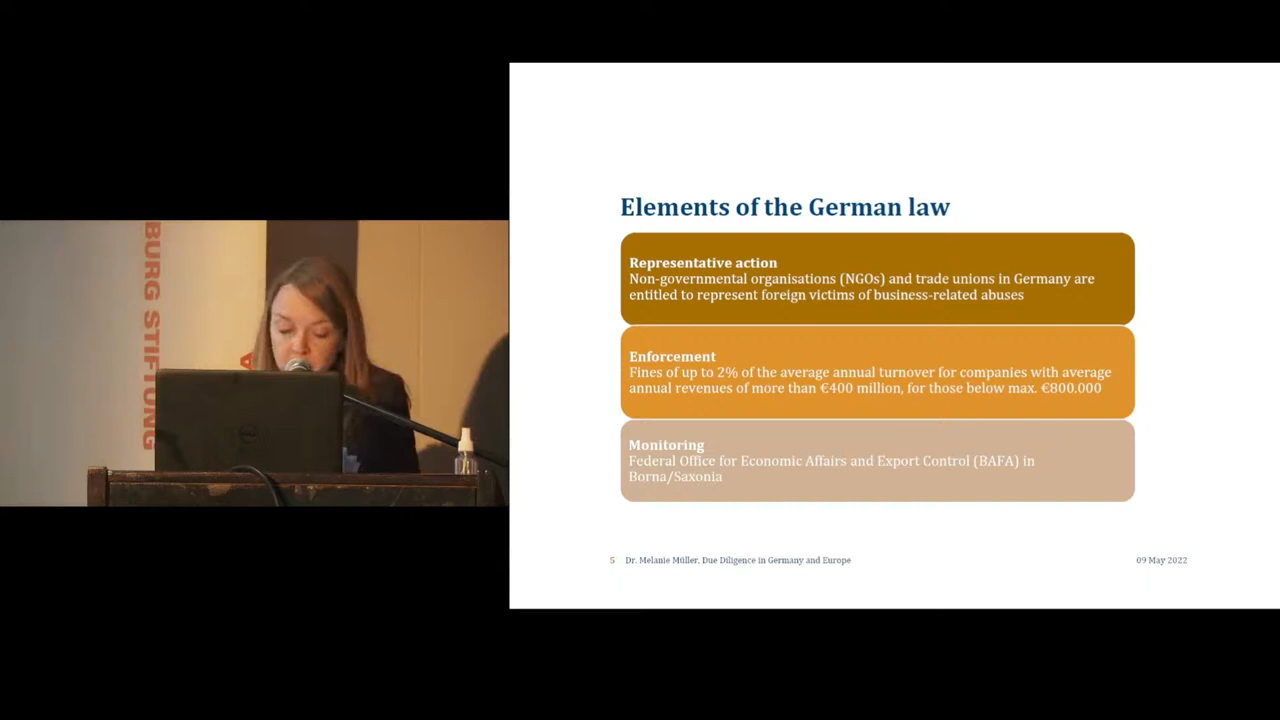 BURG STIFTUNG
A
Elements of the German law
Representative action
Non-governmental organisations (NGOs) and trade unions in Germany are
entitled to represent foreign victims of business-related abuses
Enforcement
Fines of up to 2% of the average annual turnover for companies with average
annual revenues of more than €400 million, for those below max. €800.000
Monitoring
Federal Office for Economic Affairs and Export Control (BAFA) in
Borna/Saxonia
5 Dr. Melanie Müller, Due Diligence in Germany and Europe 09 May 2022